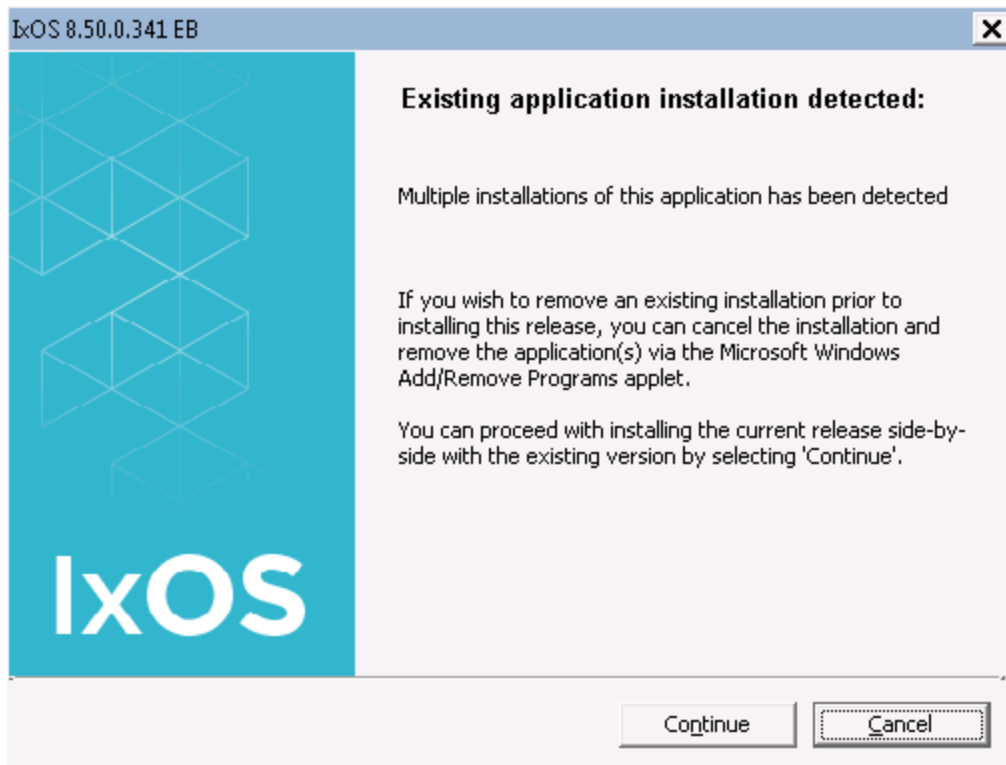 IxOS 8.50.0.341 EB
Existing application installation detected:
Multiple installations of this application has been detected
If you wish to remove an existing installation prior to
installing this release, you can cancel the installation and
remove the application(s) via the Microsoft Windows
Add/Remove Programs applet.
You can proceed with installing the current release side-by-
side with the existing version by selecting 'Continue'.
IxOS
Continue
Cancel